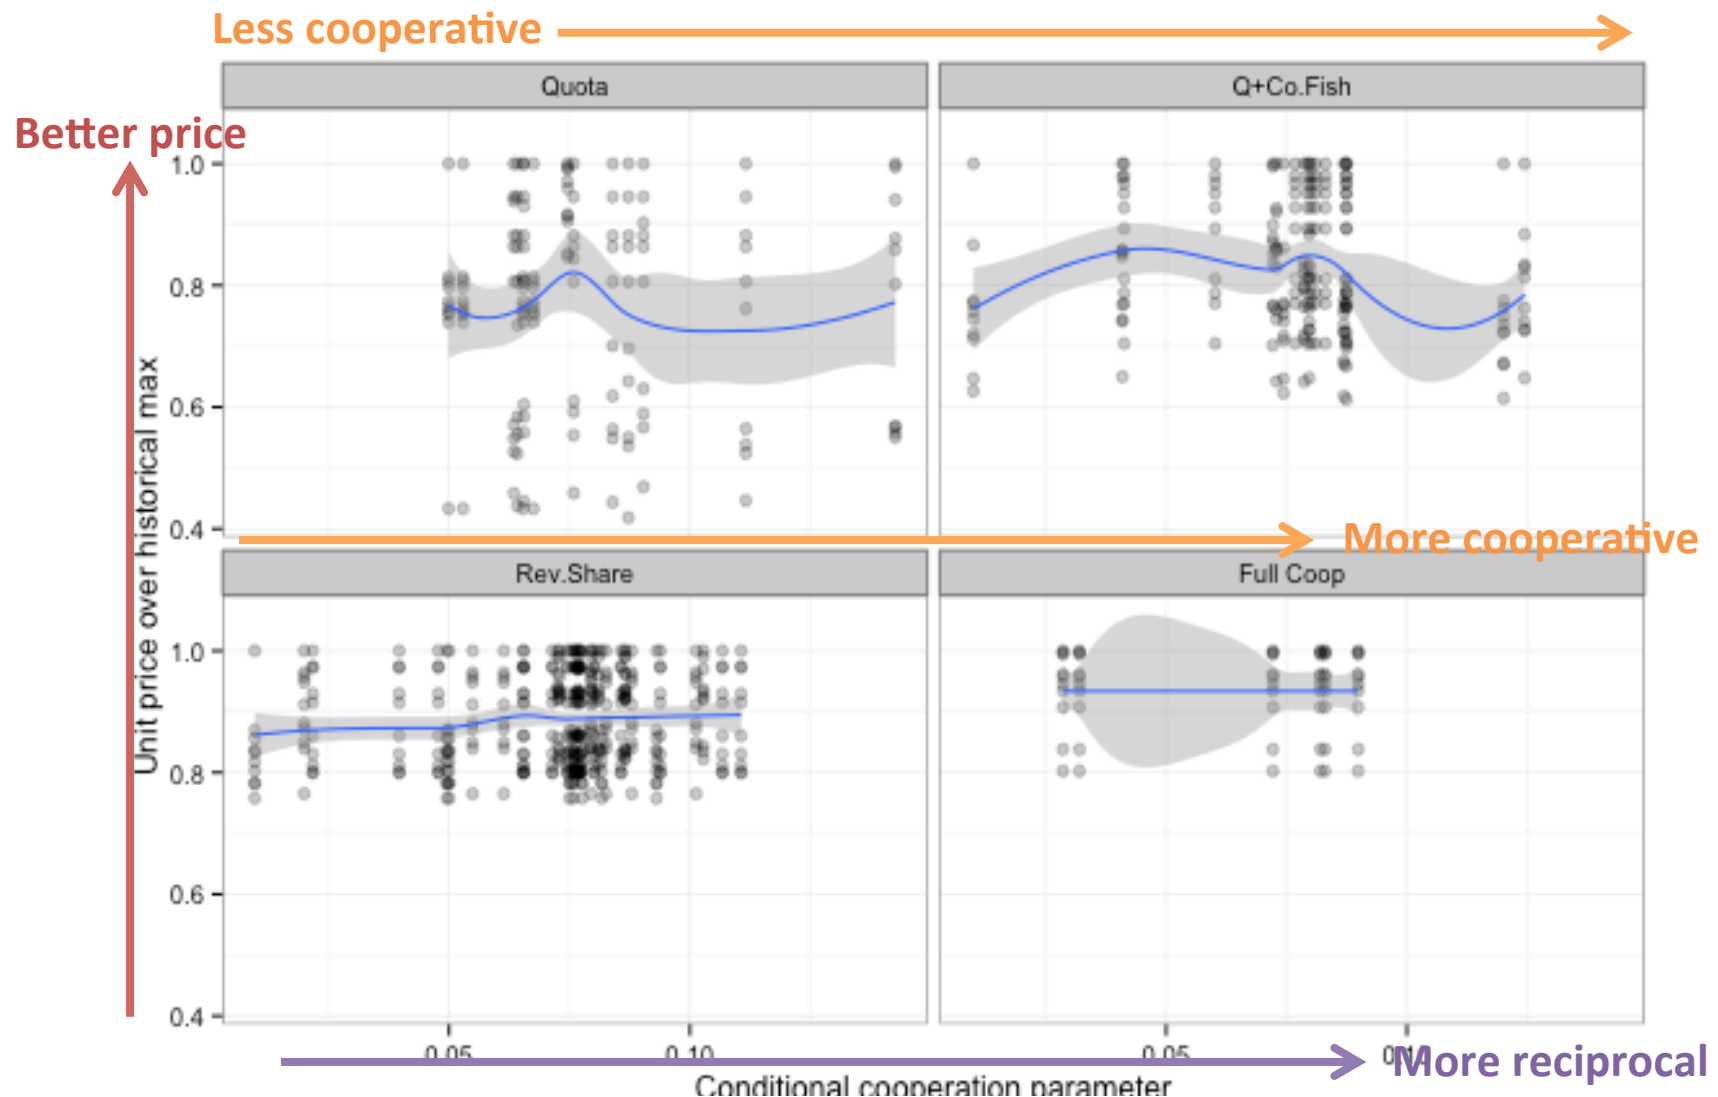 Less cooperative
Quota
Q+Co.Fish
Better price
1.0
0.8
0.6
0.4
More cooperative
Rev.Share
Full Coop
Unit price over historical max
1.0
0.8
0.6
0.4
0.05
0.10
0.05
More reciprocal
Conditional cooperation parameter